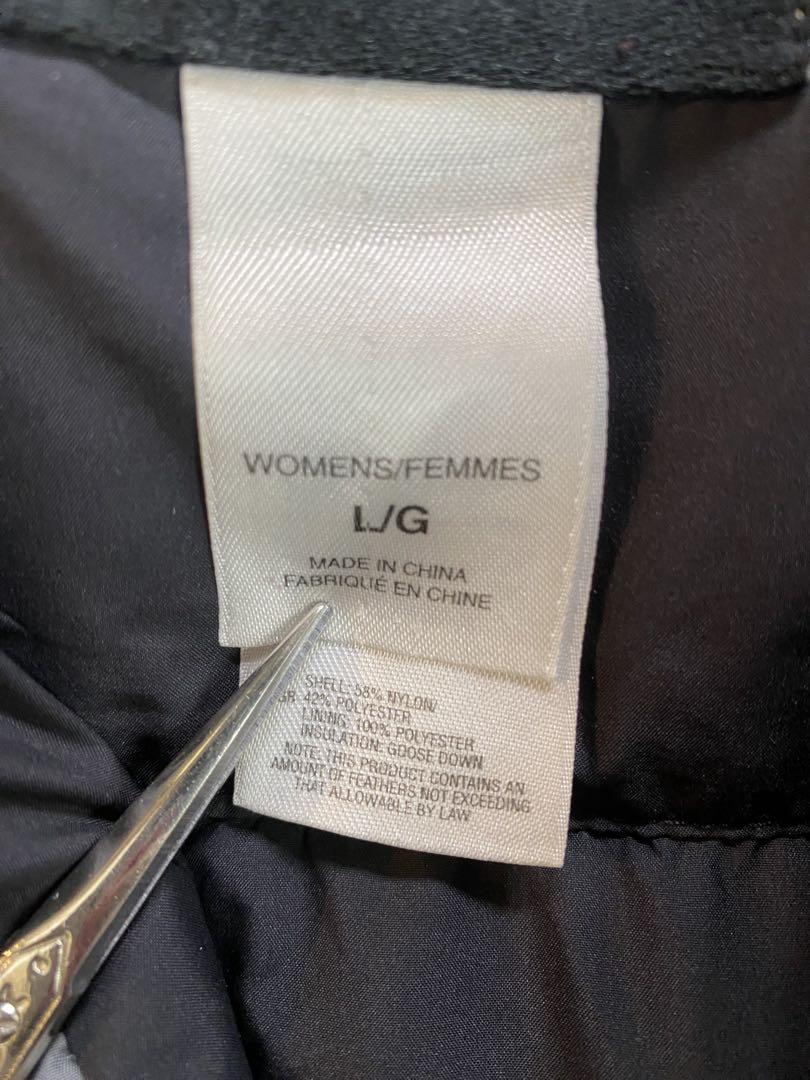 WOMENS/FEMMES
L/G
MADE IN CHINA
FABRIQUÉ EN CHINE
SHELL: 58% NYLON/
GB: 42% POLYESTER
LINING: 100% POLYESTER
INSULATION: GOOSE DOWN
NOTE: THIS PRODUCT CONTAINS AN
AMOUNT OF FEATHERS NOT EXCEEDING
THAT ALLOWABLE BY LAW